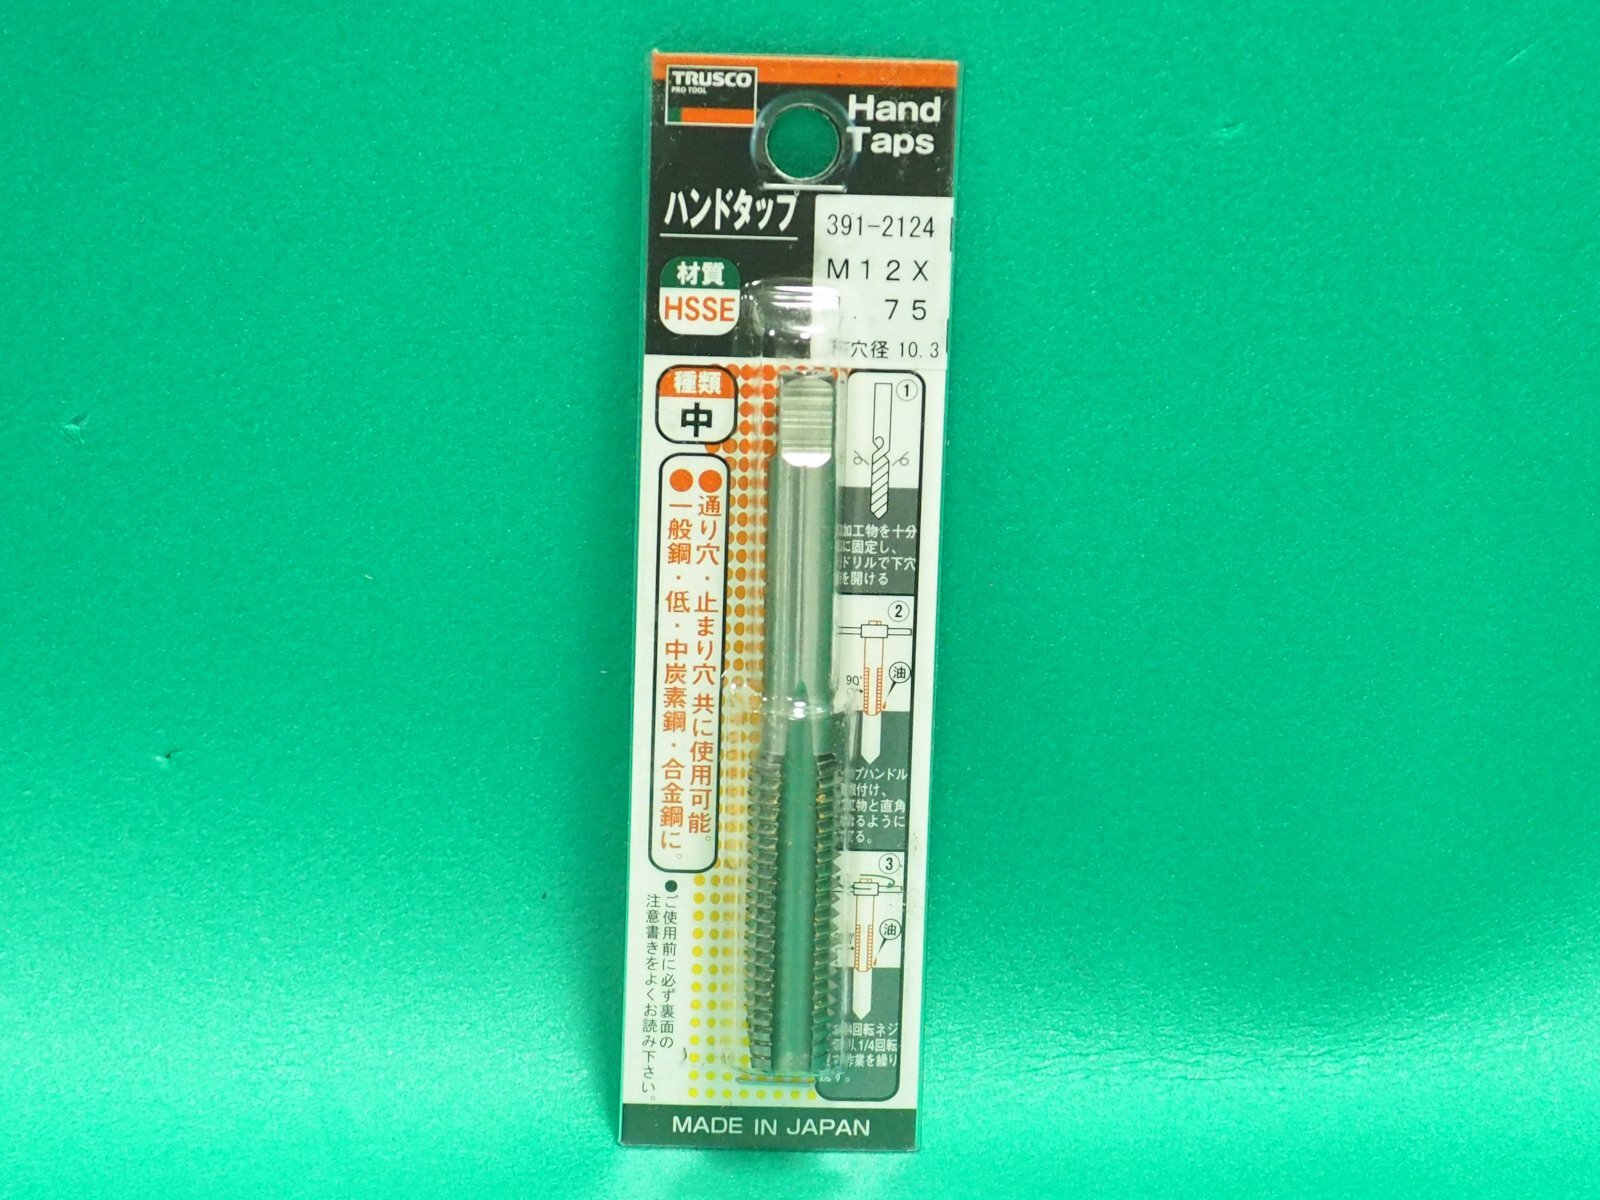 TRUSCO
PRO TOOL
Hand
Taps
ハンドタップ
391-2124
M12X
. 75
穴径 10.3
材質
HSSE
種類
中
●通り穴・止まり穴 共に使用可能。
●一般鋼・低・中炭素鋼・合金鋼に。
●ご使用前に必ず裏面の
注意書きをよくお読み下さい。
1
加工物を十分
に固定し、
ドリルで下穴
を開ける
2
90°
油
プハンドル
付け、
工物と直角
るように
てる。
3
油
4回転ネジ
1/4回転
作業を繰り
す。
MADE IN JAPAN